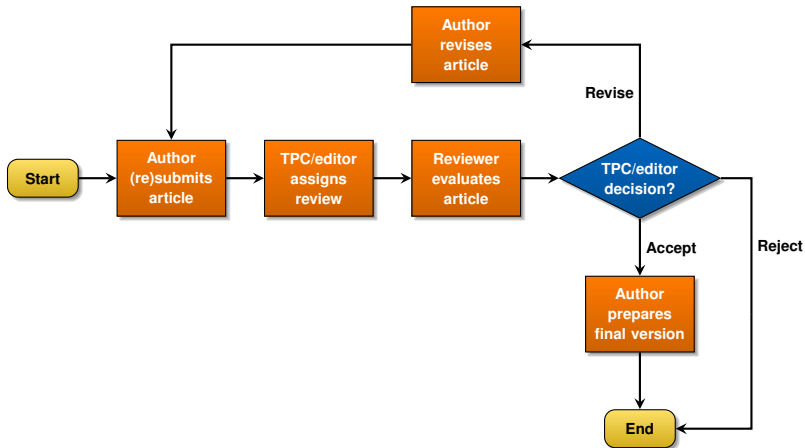 Author
revises
article
Revise
Start
Author
(re)submits
article
TPC/editor
assigns
review
Reviewer
evaluates
article
TPC/editor
decision?
Accept
Reject
Author
prepares
final version
End